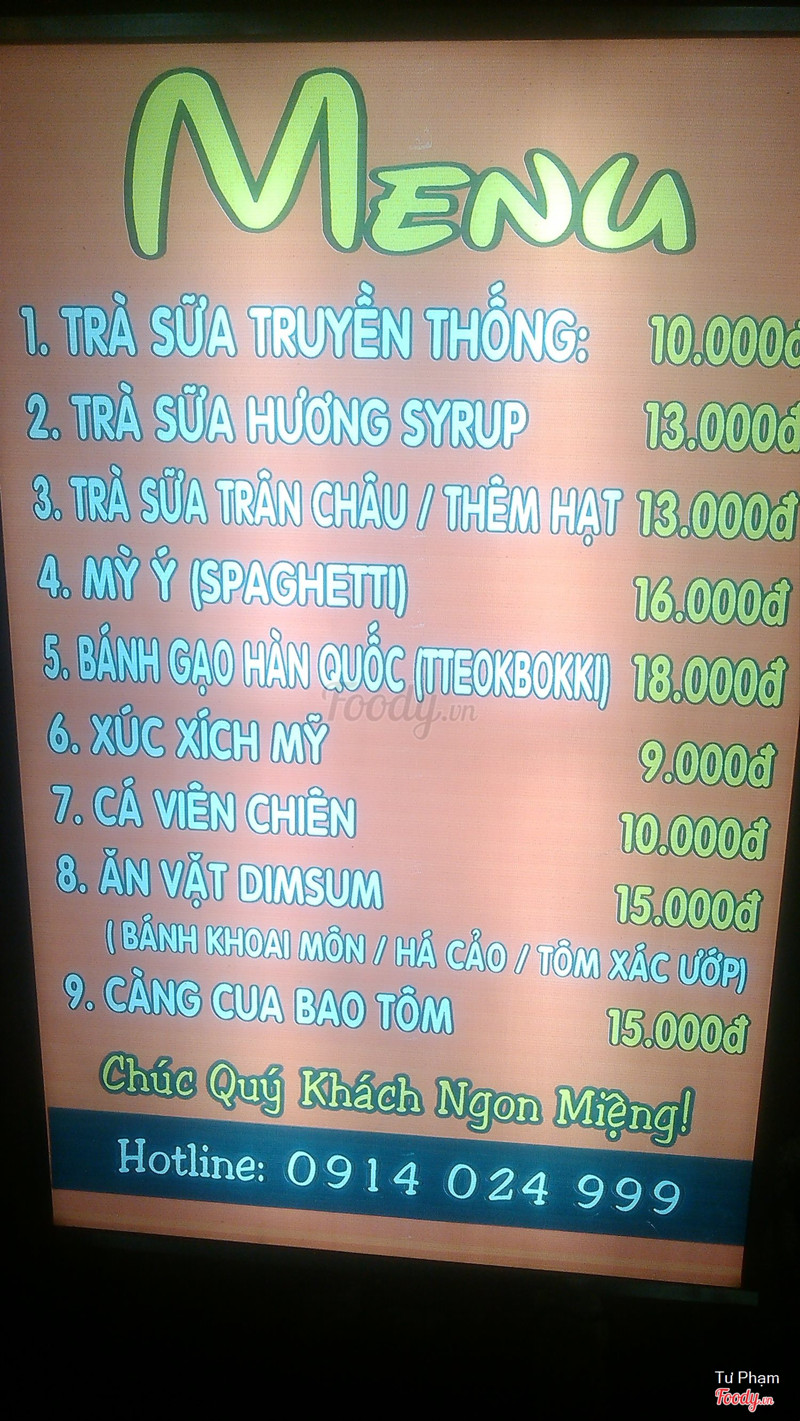 MENU
1. TRÀ SỮA TRUYỀN THỐNG: 10.000đ
2. TRÀ SỮA HƯƠNG SYRUP 13.000đ
3. TRÀ SỮA TRÂN CHÂU / THÊM HẠT 13.000đ
4. MỲ Ý (SPAGHETTI) 16.000đ
5. BÁNH GẠO HÀN QUỐC (TTEOKBOKKI) 18.000đ
Foody.vn
6. XÚC XÍCH MỸ 9.000đ
7. CÁ VIÊN CHIÊN 10.000đ
8. ĂN VẶT DIMSUM 15.000đ
( BÁNH KHOAI MÔN / HÁ CẢO / TÔM XÁC ƯỚP)
9. CÀNG CUA BAO TÔM 15.000đ
Chúc Quý Khách Ngon Miệng!
Hotline: 0914 024 999
Tư Phạm
Foody.vn